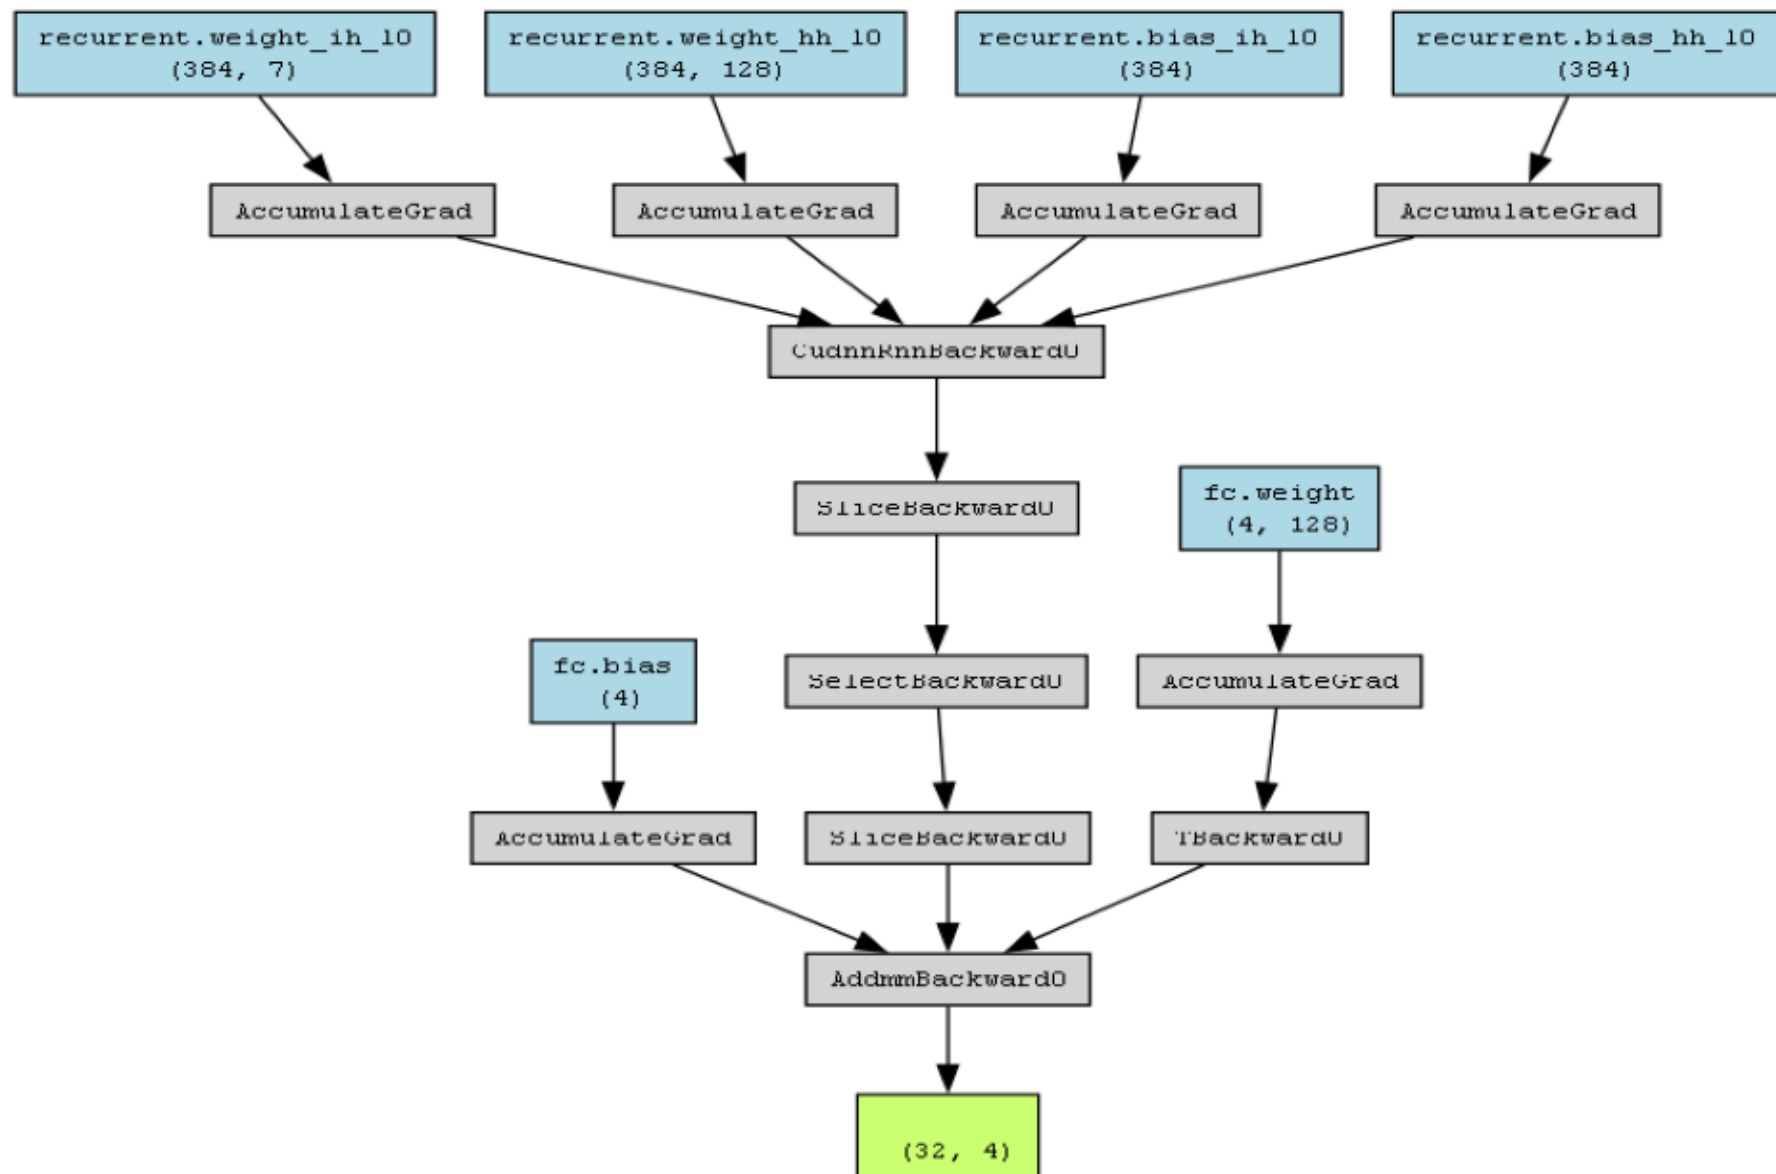 recurrent.weight_ih_l0
(384, 7)
recurrent.weight_hh_l0
(384, 128)
recurrent.bias_ih_l0
(384)
recurrent.bias_hh_l0
(384)
AccumulateGrad
AccumulateGrad
AccumulateGrad
AccumulateGrad
CudnnRnnBackward0
SliceBackward0
fc.weight
(4, 128)
fc.bias
(4)
SelectBackward0
AccumulateGrad
AccumulateGrad
SliceBackward0
TBackward0
AddmmBackward0
(32, 4)